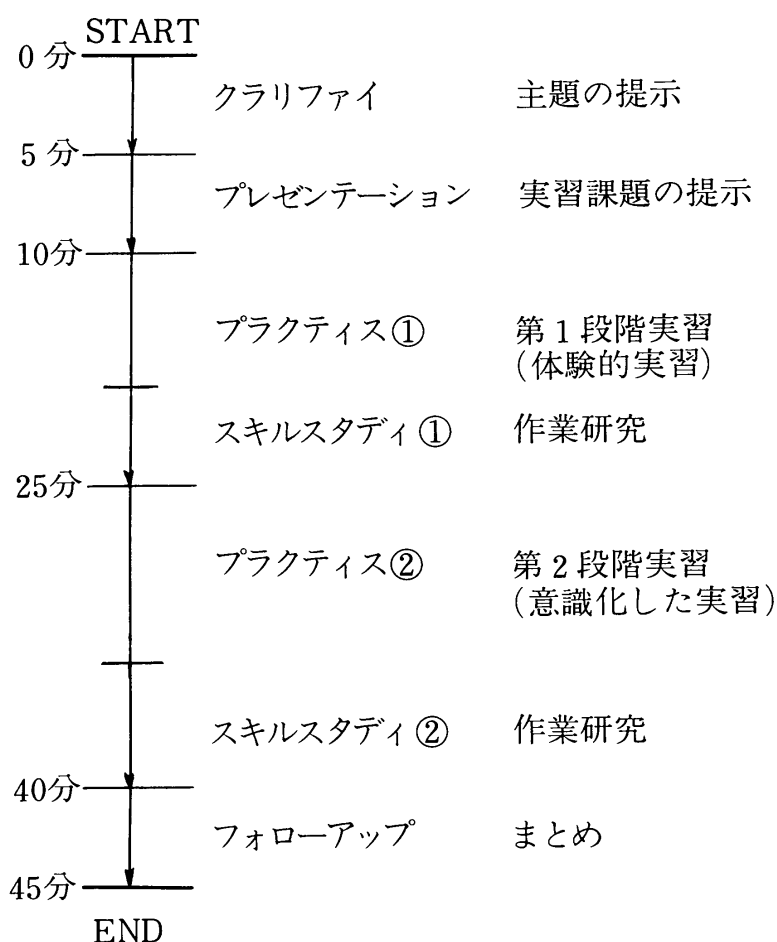 START
0分
クラリファイ 主題の提示
5分
プレゼンテーション 実習課題の提示
10分
プラクティス① 第1段階実習
(体験的実習)
スキルスタディ① 作業研究
25分
プラクティス② 第2段階実習
(意識化した実習)
スキルスタディ② 作業研究
40分
フォローアップ まとめ
45分
END